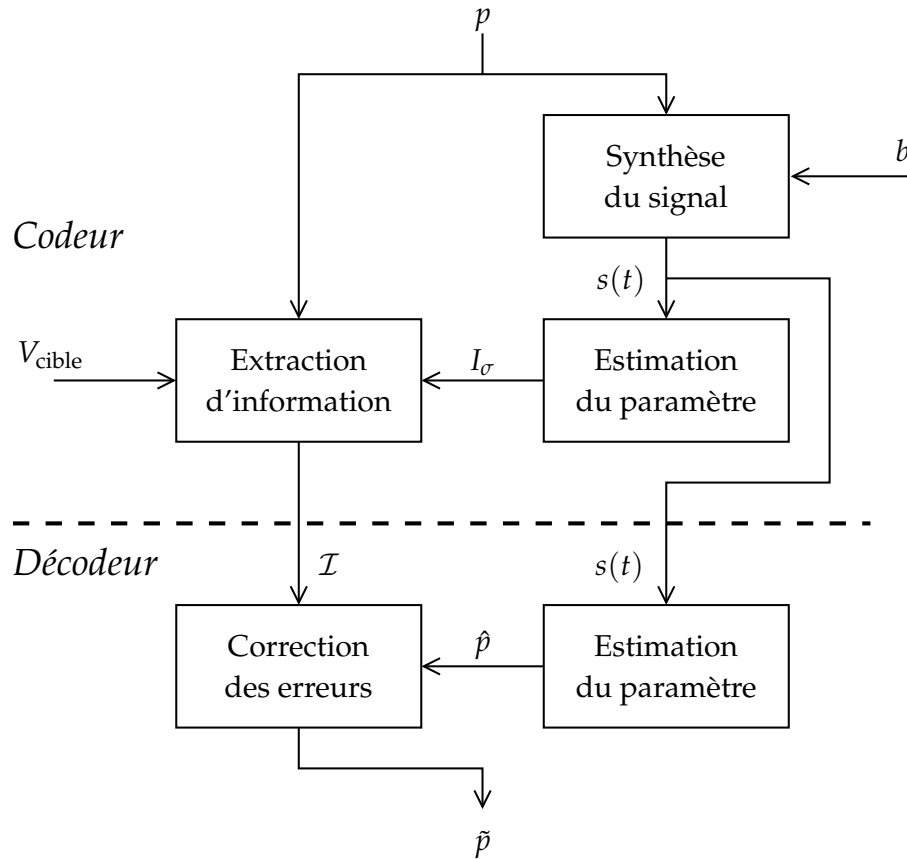 p
Synthèse
du signal
b
Codeur
s(t)
V_cible
Extraction
d'information
I_σ
Estimation
du paramètre
Décodeur
ℐ
s(t)
Correction
des erreurs
p̂
Estimation
du paramètre
p̃